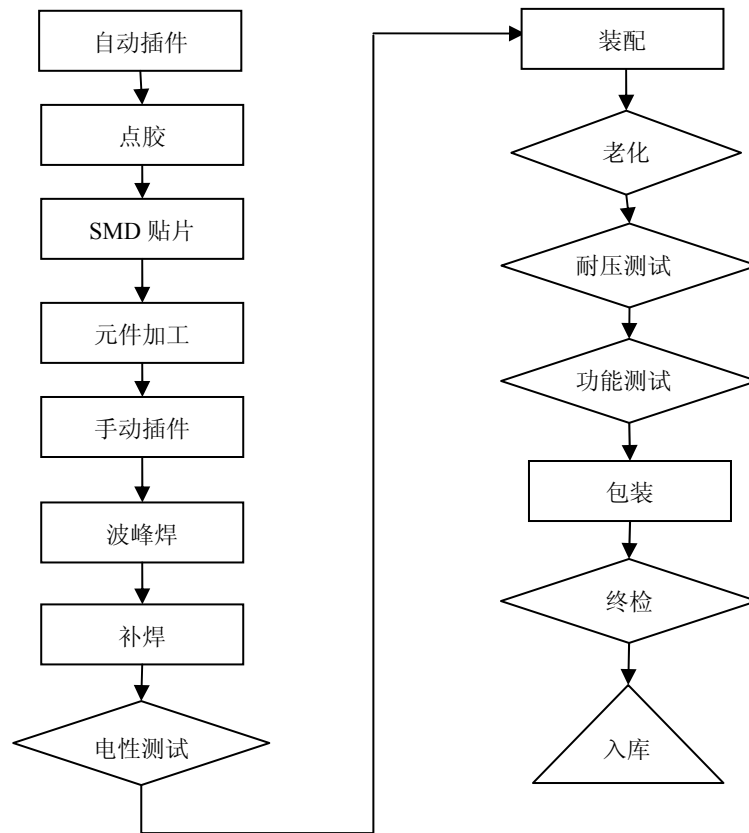 自动插件
点胶
SMD 贴片
元件加工
手动插件
波峰焊
补焊
电性测试
装配
老化
耐压测试
功能测试
包装
终检
入库